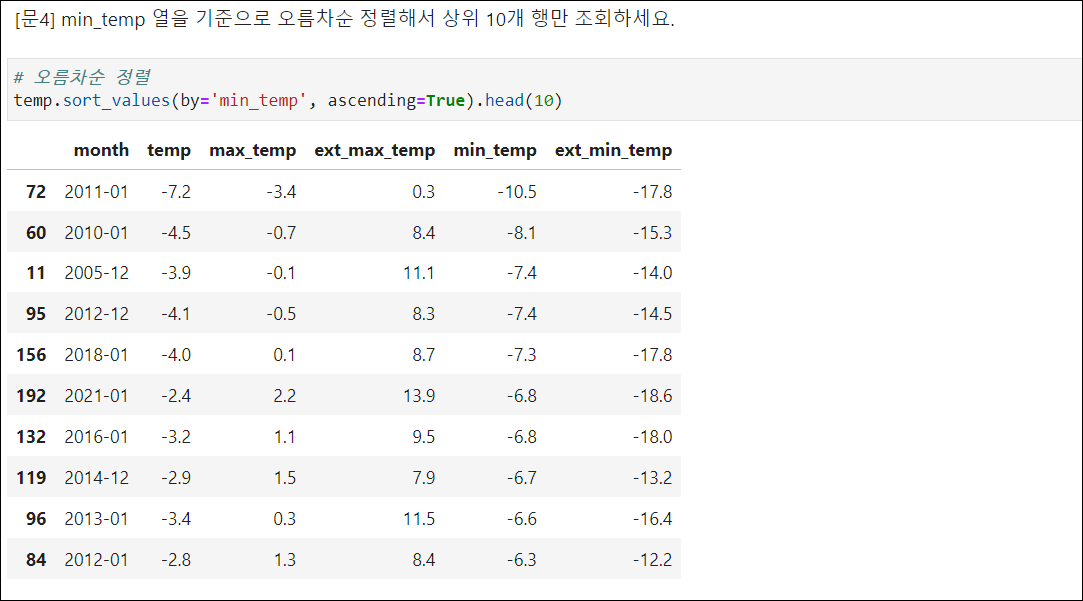 [문4] min_temp 열을 기준으로 오름차순 정렬해서 상위 10개 행만 조회하세요.
# 오름차순 정렬
temp.sort_values(by='min_temp', ascending=True).head(10)
month temp max_temp ext_max_temp min_temp ext_min_temp
72 2011-01 -7.2 -3.4 0.3 -10.5 -17.8
60 2010-01 -4.5 -0.7 8.4 -8.1 -15.3
11 2005-12 -3.9 -0.1 11.1 -7.4 -14.0
95 2012-12 -4.1 -0.5 8.3 -7.4 -14.5
156 2018-01 -4.0 0.1 8.7 -7.3 -17.8
192 2021-01 -2.4 2.2 13.9 -6.8 -18.6
132 2016-01 -3.2 1.1 9.5 -6.8 -18.0
119 2014-12 -2.9 1.5 7.9 -6.7 -13.2
96 2013-01 -3.4 0.3 11.5 -6.6 -16.4
84 2012-01 -2.8 1.3 8.4 -6.3 -12.2